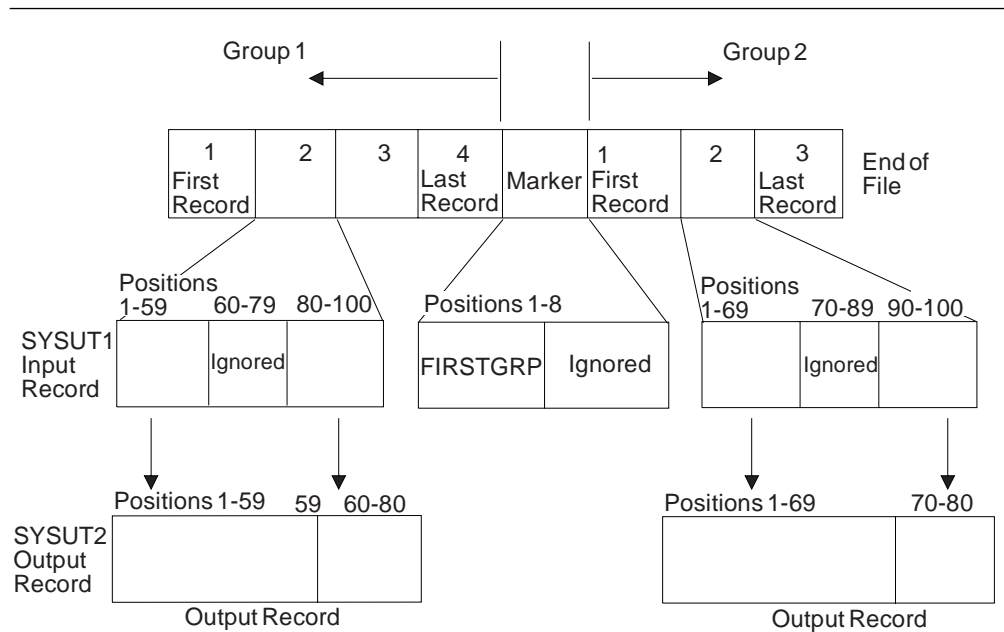 Group 1
Group 2
1 2 3 4 1 2 3
First Record
Last Record
Marker
First Record
Last Record
End of File
Positions
1-59 60-79 80-100
Positions 1-8
Positions
1-69 70-89 90-100
SYSUT1
Input
Record
Ignored
FIRSTGRP Ignored
Ignored
Positions 1-59 59 60-80
Positions 1-69 70-80
SYSUT2
Output
Record
Output Record
Output Record